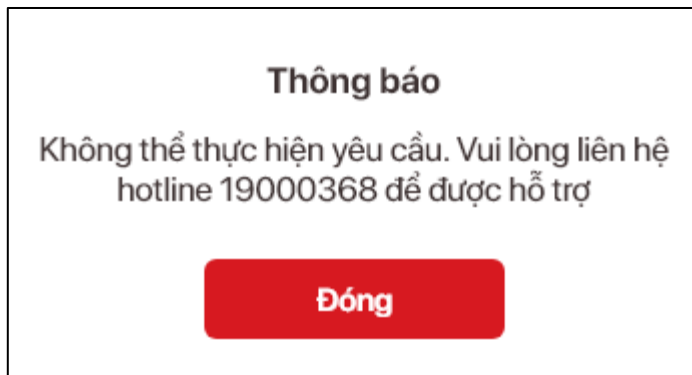 Thông báo
Không thể thực hiện yêu cầu. Vui lòng liên hệ
hotline 19000368 để được hỗ trợ
Đóng